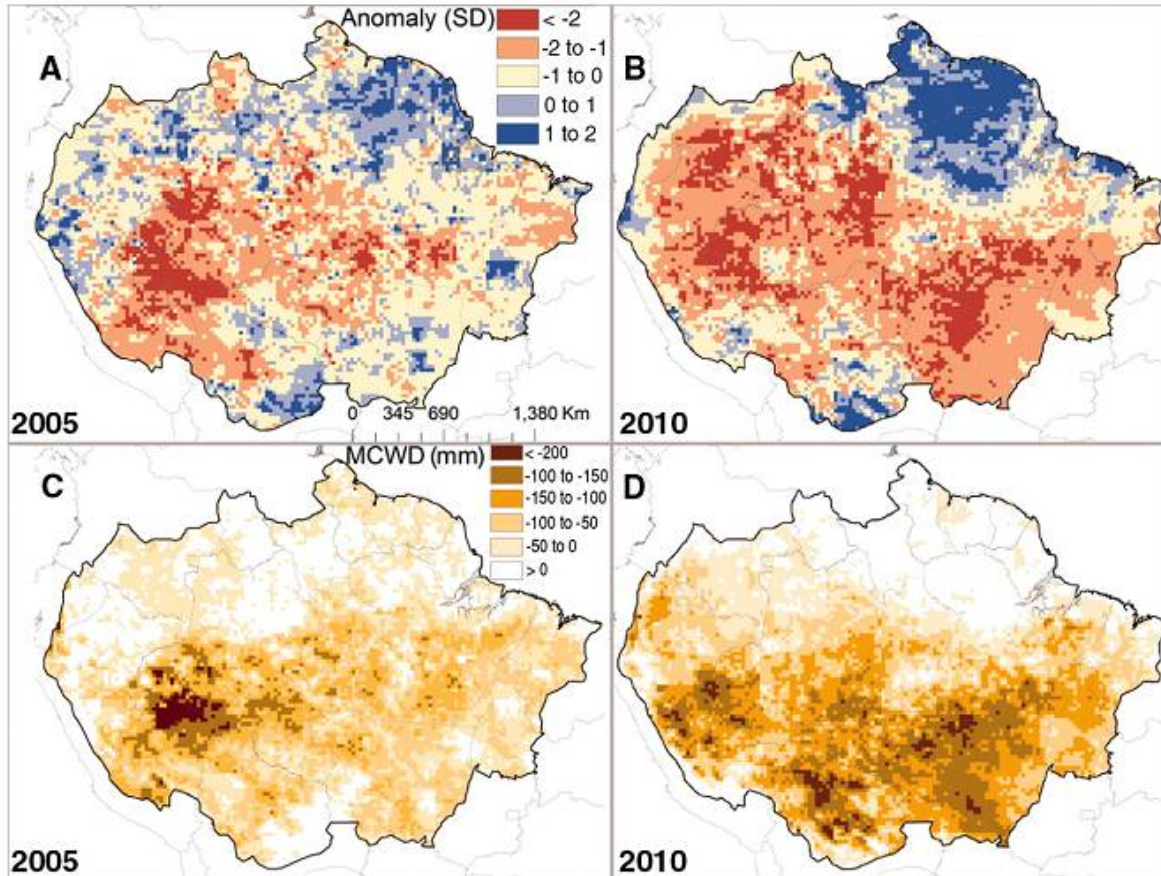 Anomaly (SD)
< -2
-2 to -1
-1 to 0
0 to 1
1 to 2
A
2005
0 345 690 1,380 Km
B
2010
MCWD (mm)
< -200
-100 to -150
-150 to -100
-100 to -50
-50 to 0
> 0
C
2005
D
2010